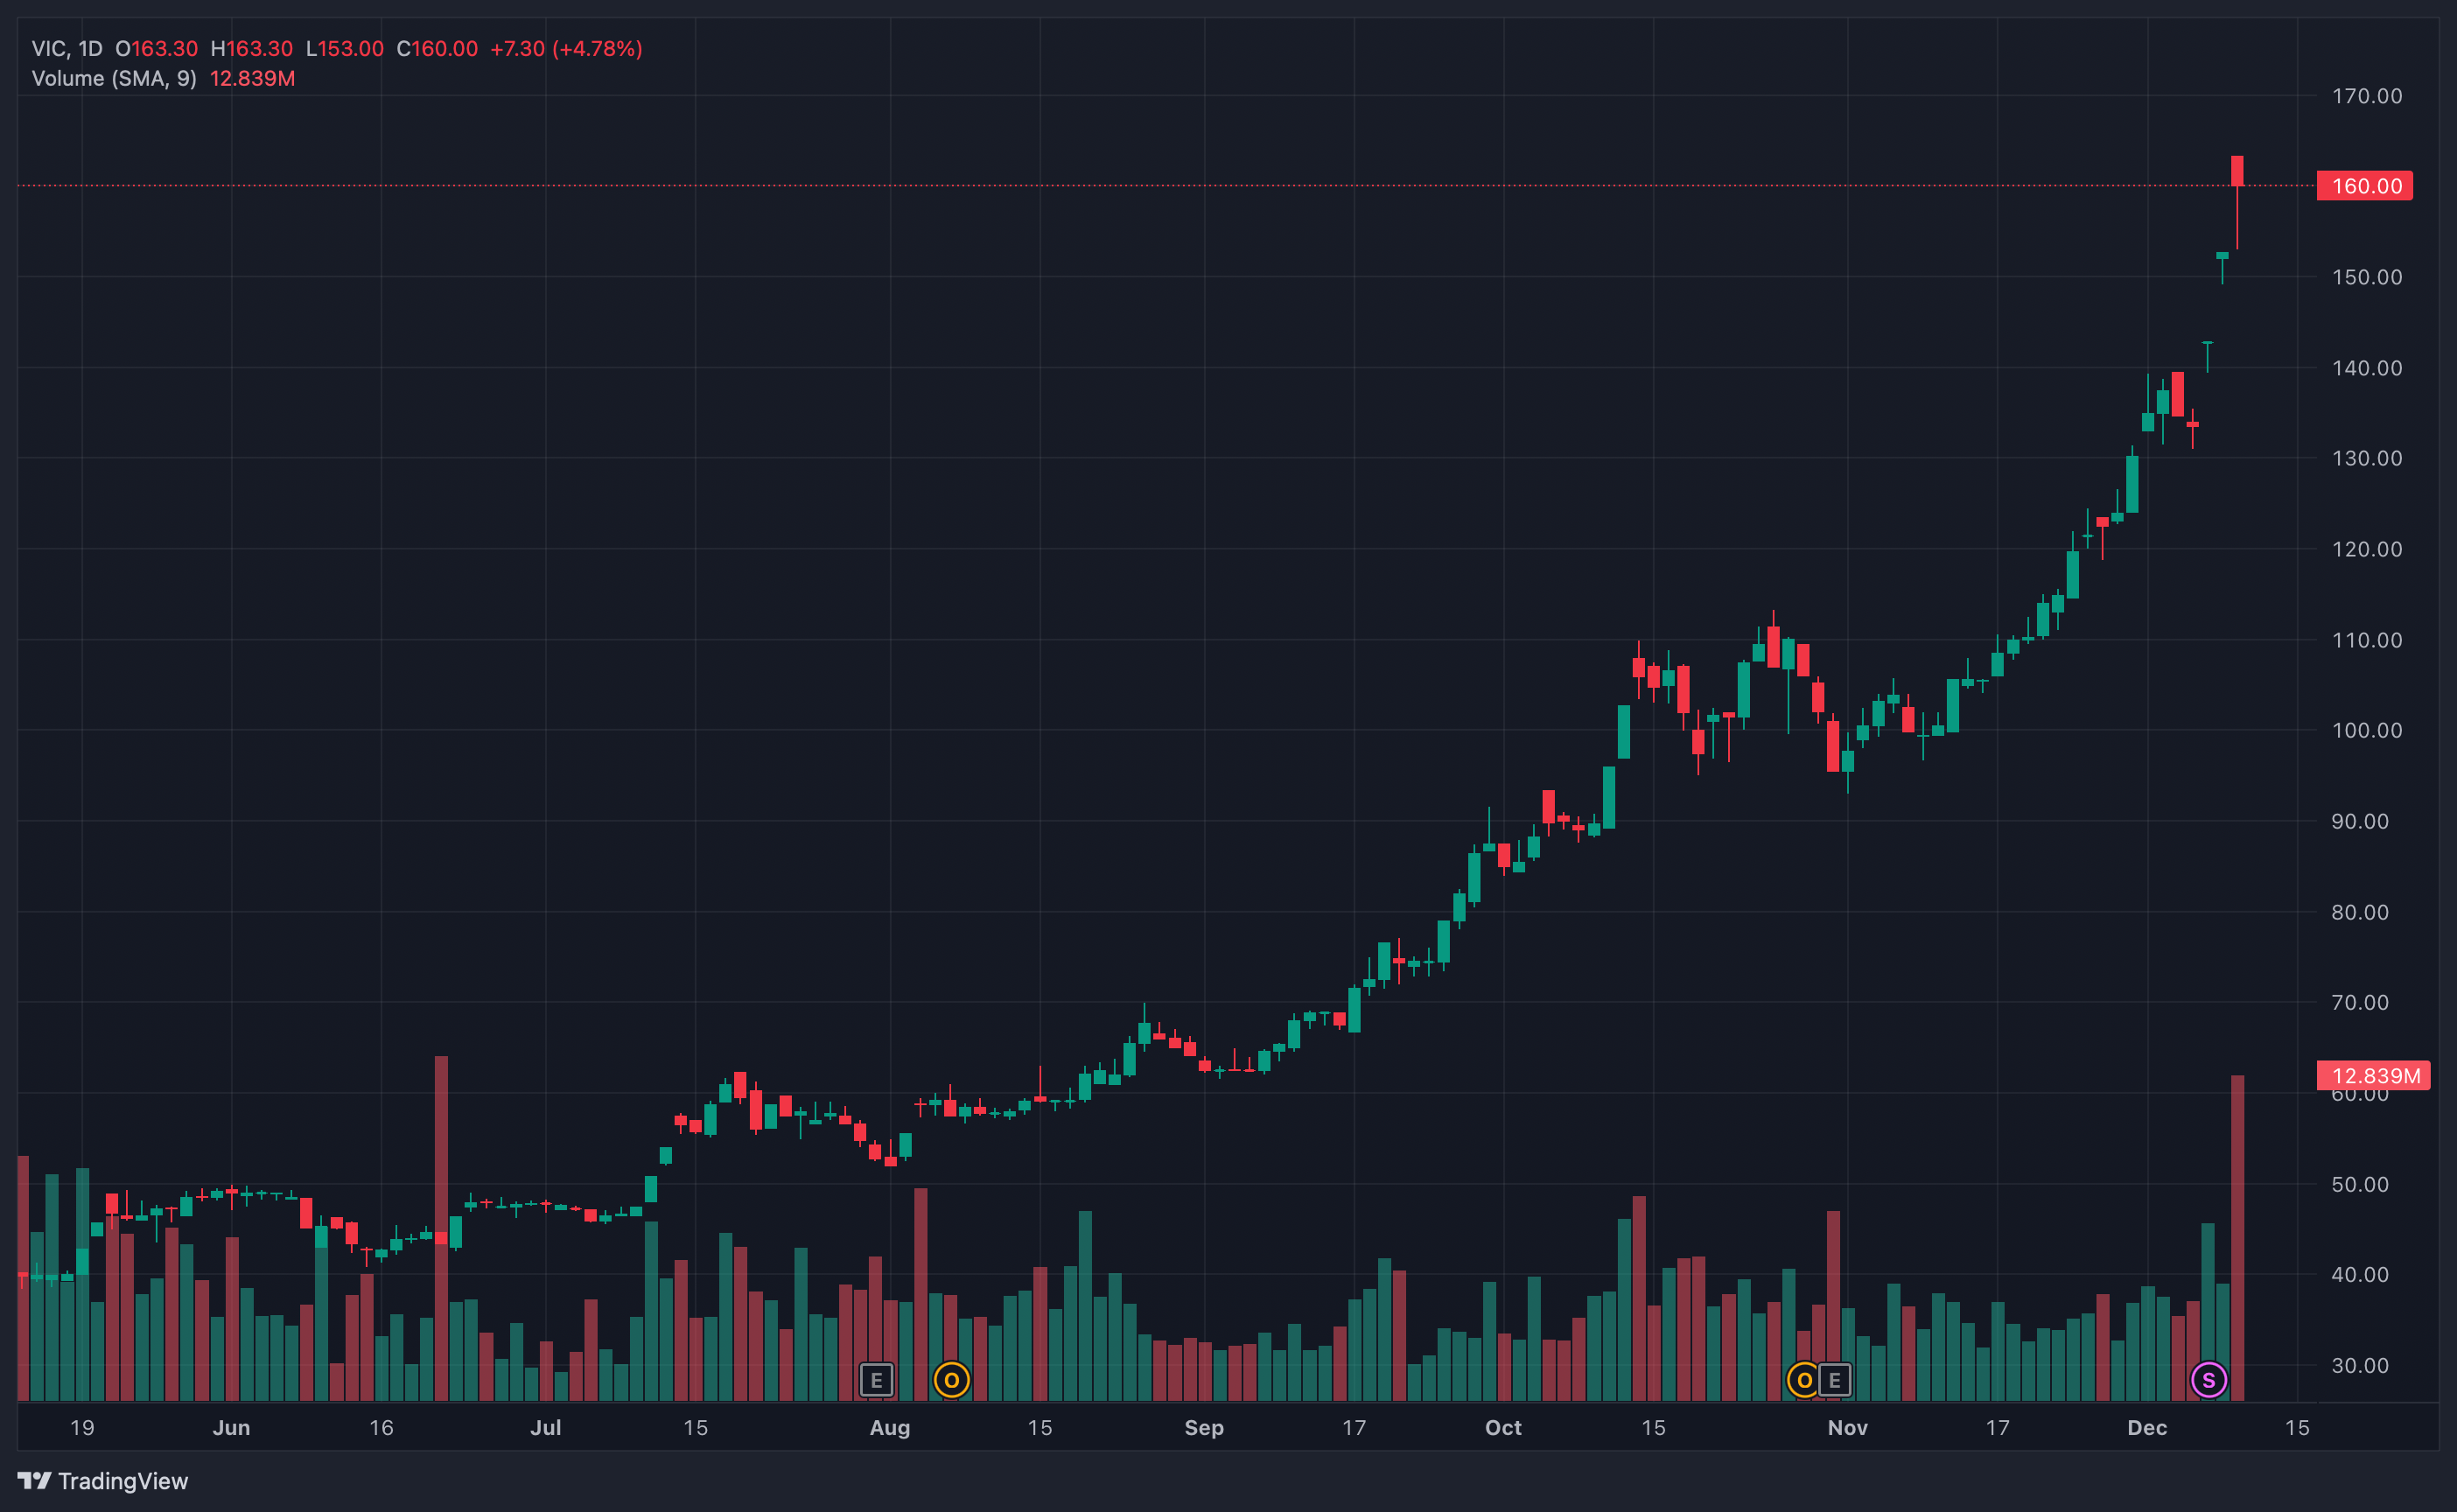 VIC, 1D O163.30 H163.30 L153.00 C160.00 +7.30 (+4.78%)
Volume (SMA, 9) 12.839M
170.00
160.00
150.00
140.00
130.00
120.00
110.00
100.00
90.00
80.00
70.00
12.839M
60.00
50.00
40.00
30.00
E O O E S
19 Jun 16 Jul 15 Aug 15 Sep 17 Oct 15 Nov 17 Dec 15
TradingView